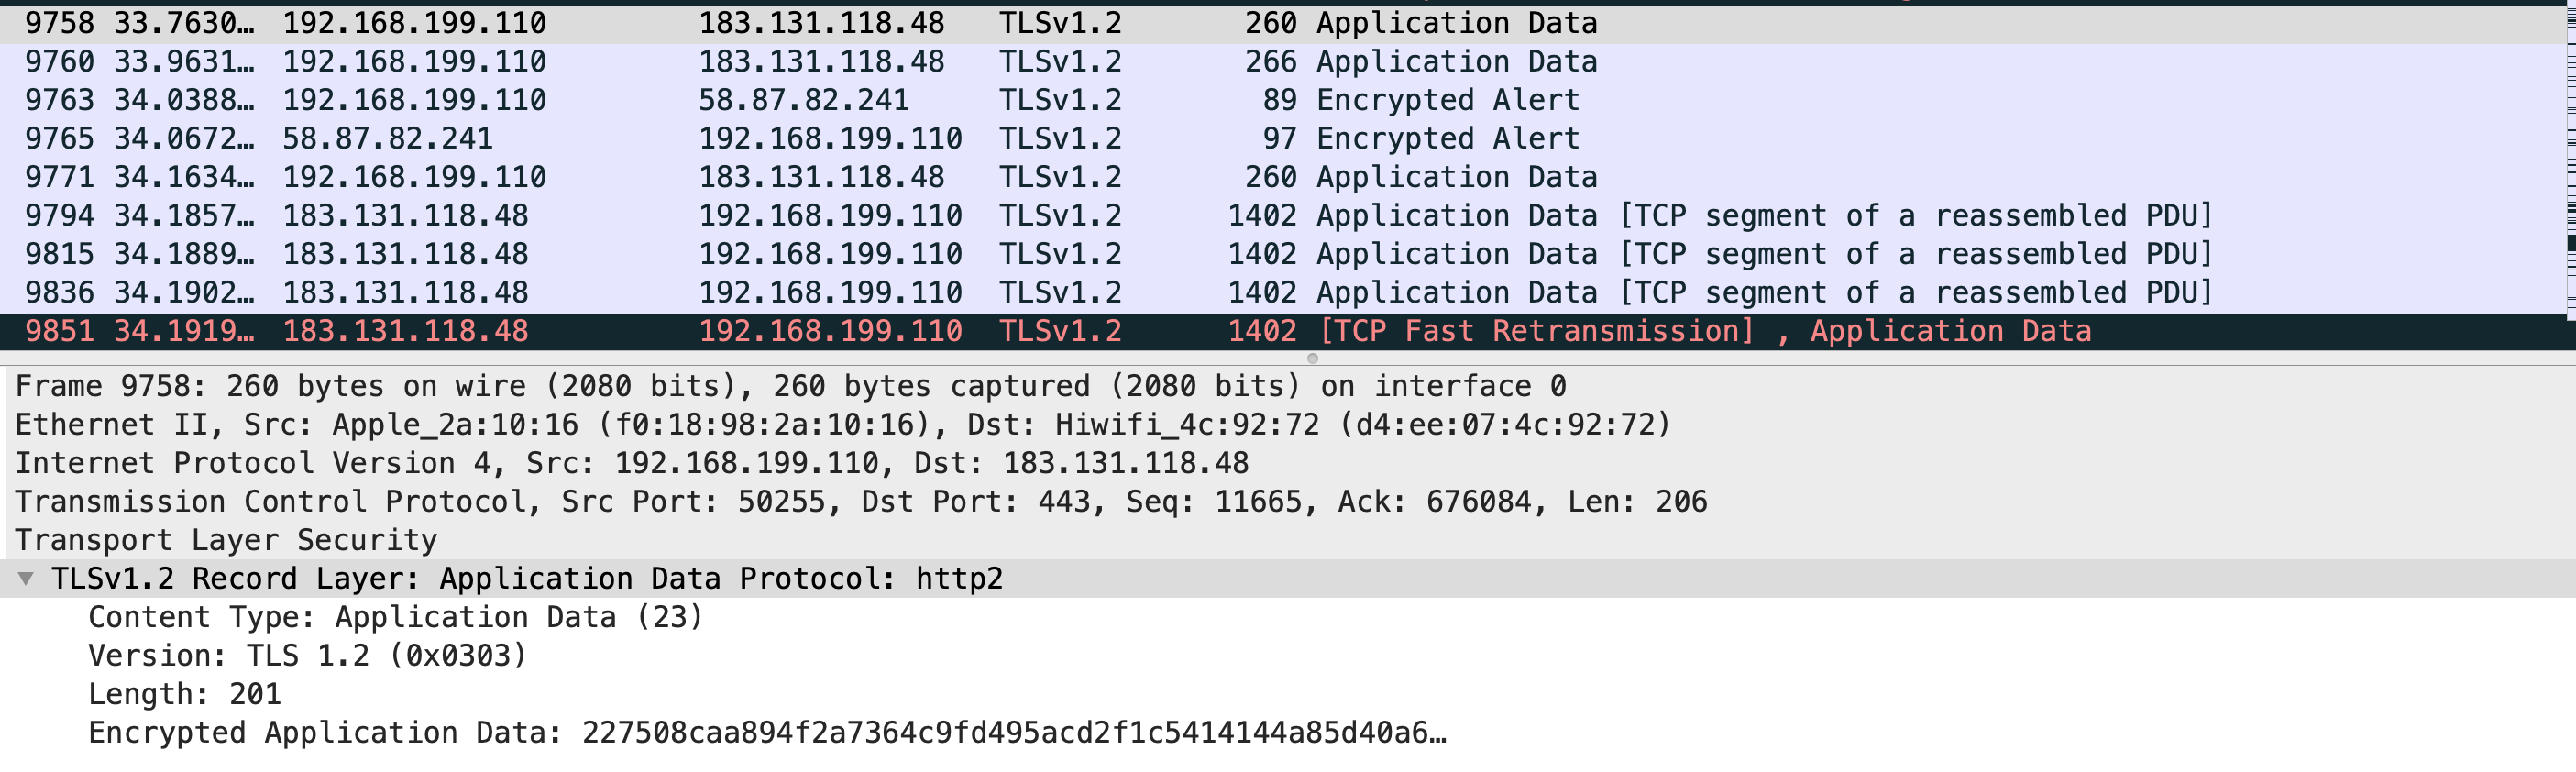 9758 33.7630… 192.168.199.110 183.131.118.48 TLSv1.2 260 Application Data
9760 33.9631… 192.168.199.110 183.131.118.48 TLSv1.2 266 Application Data
9763 34.0388… 192.168.199.110 58.87.82.241 TLSv1.2 89 Encrypted Alert
9765 34.0672… 58.87.82.241 192.168.199.110 TLSv1.2 97 Encrypted Alert
9771 34.1634… 192.168.199.110 183.131.118.48 TLSv1.2 260 Application Data
9794 34.1857… 183.131.118.48 192.168.199.110 TLSv1.2 1402 Application Data [TCP segment of a reassembled PDU]
9815 34.1889… 183.131.118.48 192.168.199.110 TLSv1.2 1402 Application Data [TCP segment of a reassembled PDU]
9836 34.1902… 183.131.118.48 192.168.199.110 TLSv1.2 1402 Application Data [TCP segment of a reassembled PDU]
9851 34.1919… 183.131.118.48 192.168.199.110 TLSv1.2 1402 [TCP Fast Retransmission] , Application Data
Frame 9758: 260 bytes on wire (2080 bits), 260 bytes captured (2080 bits) on interface 0
Ethernet II, Src: Apple_2a:10:16 (f0:18:98:2a:10:16), Dst: Hiwifi_4c:92:72 (d4:ee:07:4c:92:72)
Internet Protocol Version 4, Src: 192.168.199.110, Dst: 183.131.118.48
Transmission Control Protocol, Src Port: 50255, Dst Port: 443, Seq: 11665, Ack: 676084, Len: 206
Transport Layer Security
TLSv1.2 Record Layer: Application Data Protocol: http2
Content Type: Application Data (23)
Version: TLS 1.2 (0x0303)
Length: 201
Encrypted Application Data: 227508caa894f2a7364c9fd495acd2f1c5414144a85d40a6…